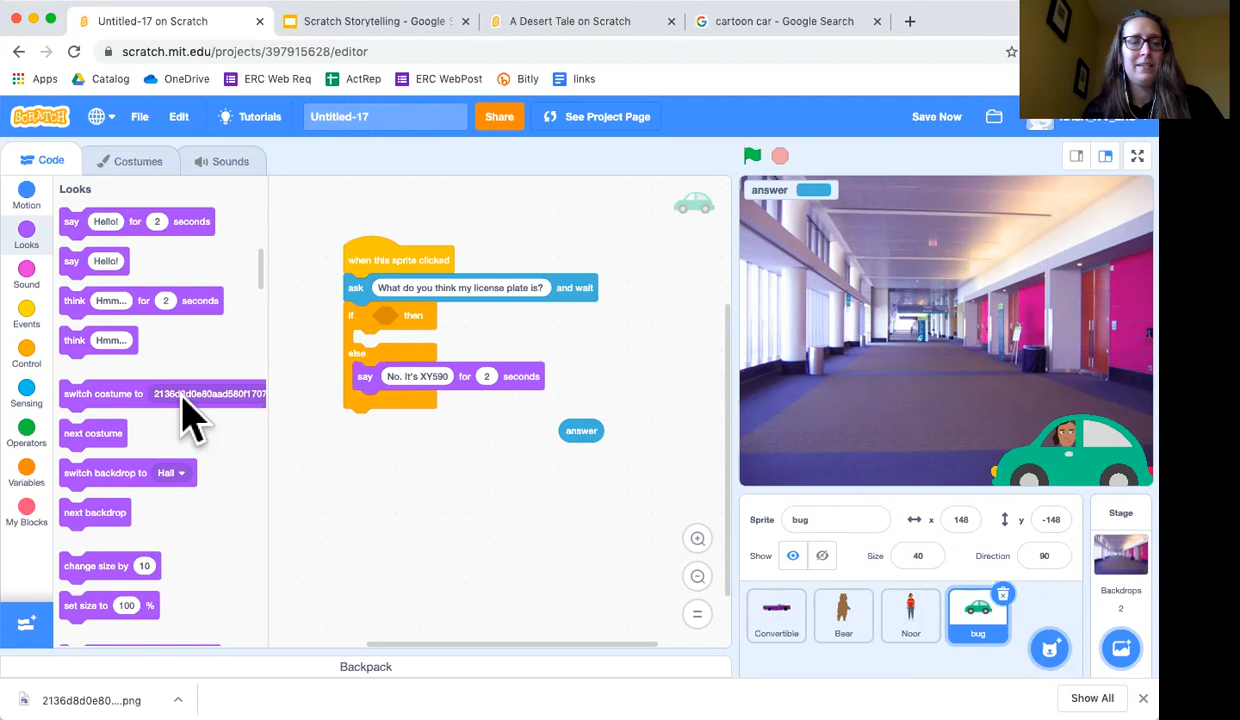 Untitled-17 on Scratch
Scratch Storytelling - Google S
A Desert Tale on Scratch
cartoon car - Google Search
scratch.mit.edu/projects/397915628/editor
Apps
Catalog
OneDrive
ERC Web Req
ActRep
ERC WebPost
Bitly
links
SCRATCH
File
Edit
Tutorials
Untitled-17
Share
See Project Page
Save Now
Code
Costumes
Sounds
Motion
Looks
Sound
Events
Control
Sensing
Operators
Variables
My Blocks
Looks
say Hello! for 2 seconds
say Hello!
think Hmm... for 2 seconds
think Hmm...
switch costume to 2136d8d0e80aad580f1707
next costume
switch backdrop to Hall
next backdrop
change size by 10
set size to 100 %
when this sprite clicked
ask What do you think my license plate is? and wait
if then
else
say No. It's XY590 for 2 seconds
answer
answer
Sprite bug x 148 y -148
Show Size 40 Direction 90
Convertible
Bear
Noor
bug
Stage
Backdrops
2
Backpack
2136d8d0e80....png
Show All